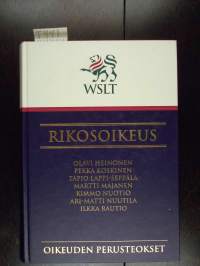 WSLT
RIKOSOIKEUS
OLAVI HEINONEN
PEKKA KOSKINEN
TAPIO LAPPI-SEPPÄLÄ
MARTTI MAJANEN
KIMMO NUOTIO
ARI-MATTI NUUTILA
ILKKA RAUTIO
OIKEUDEN PERUSTEOKSET